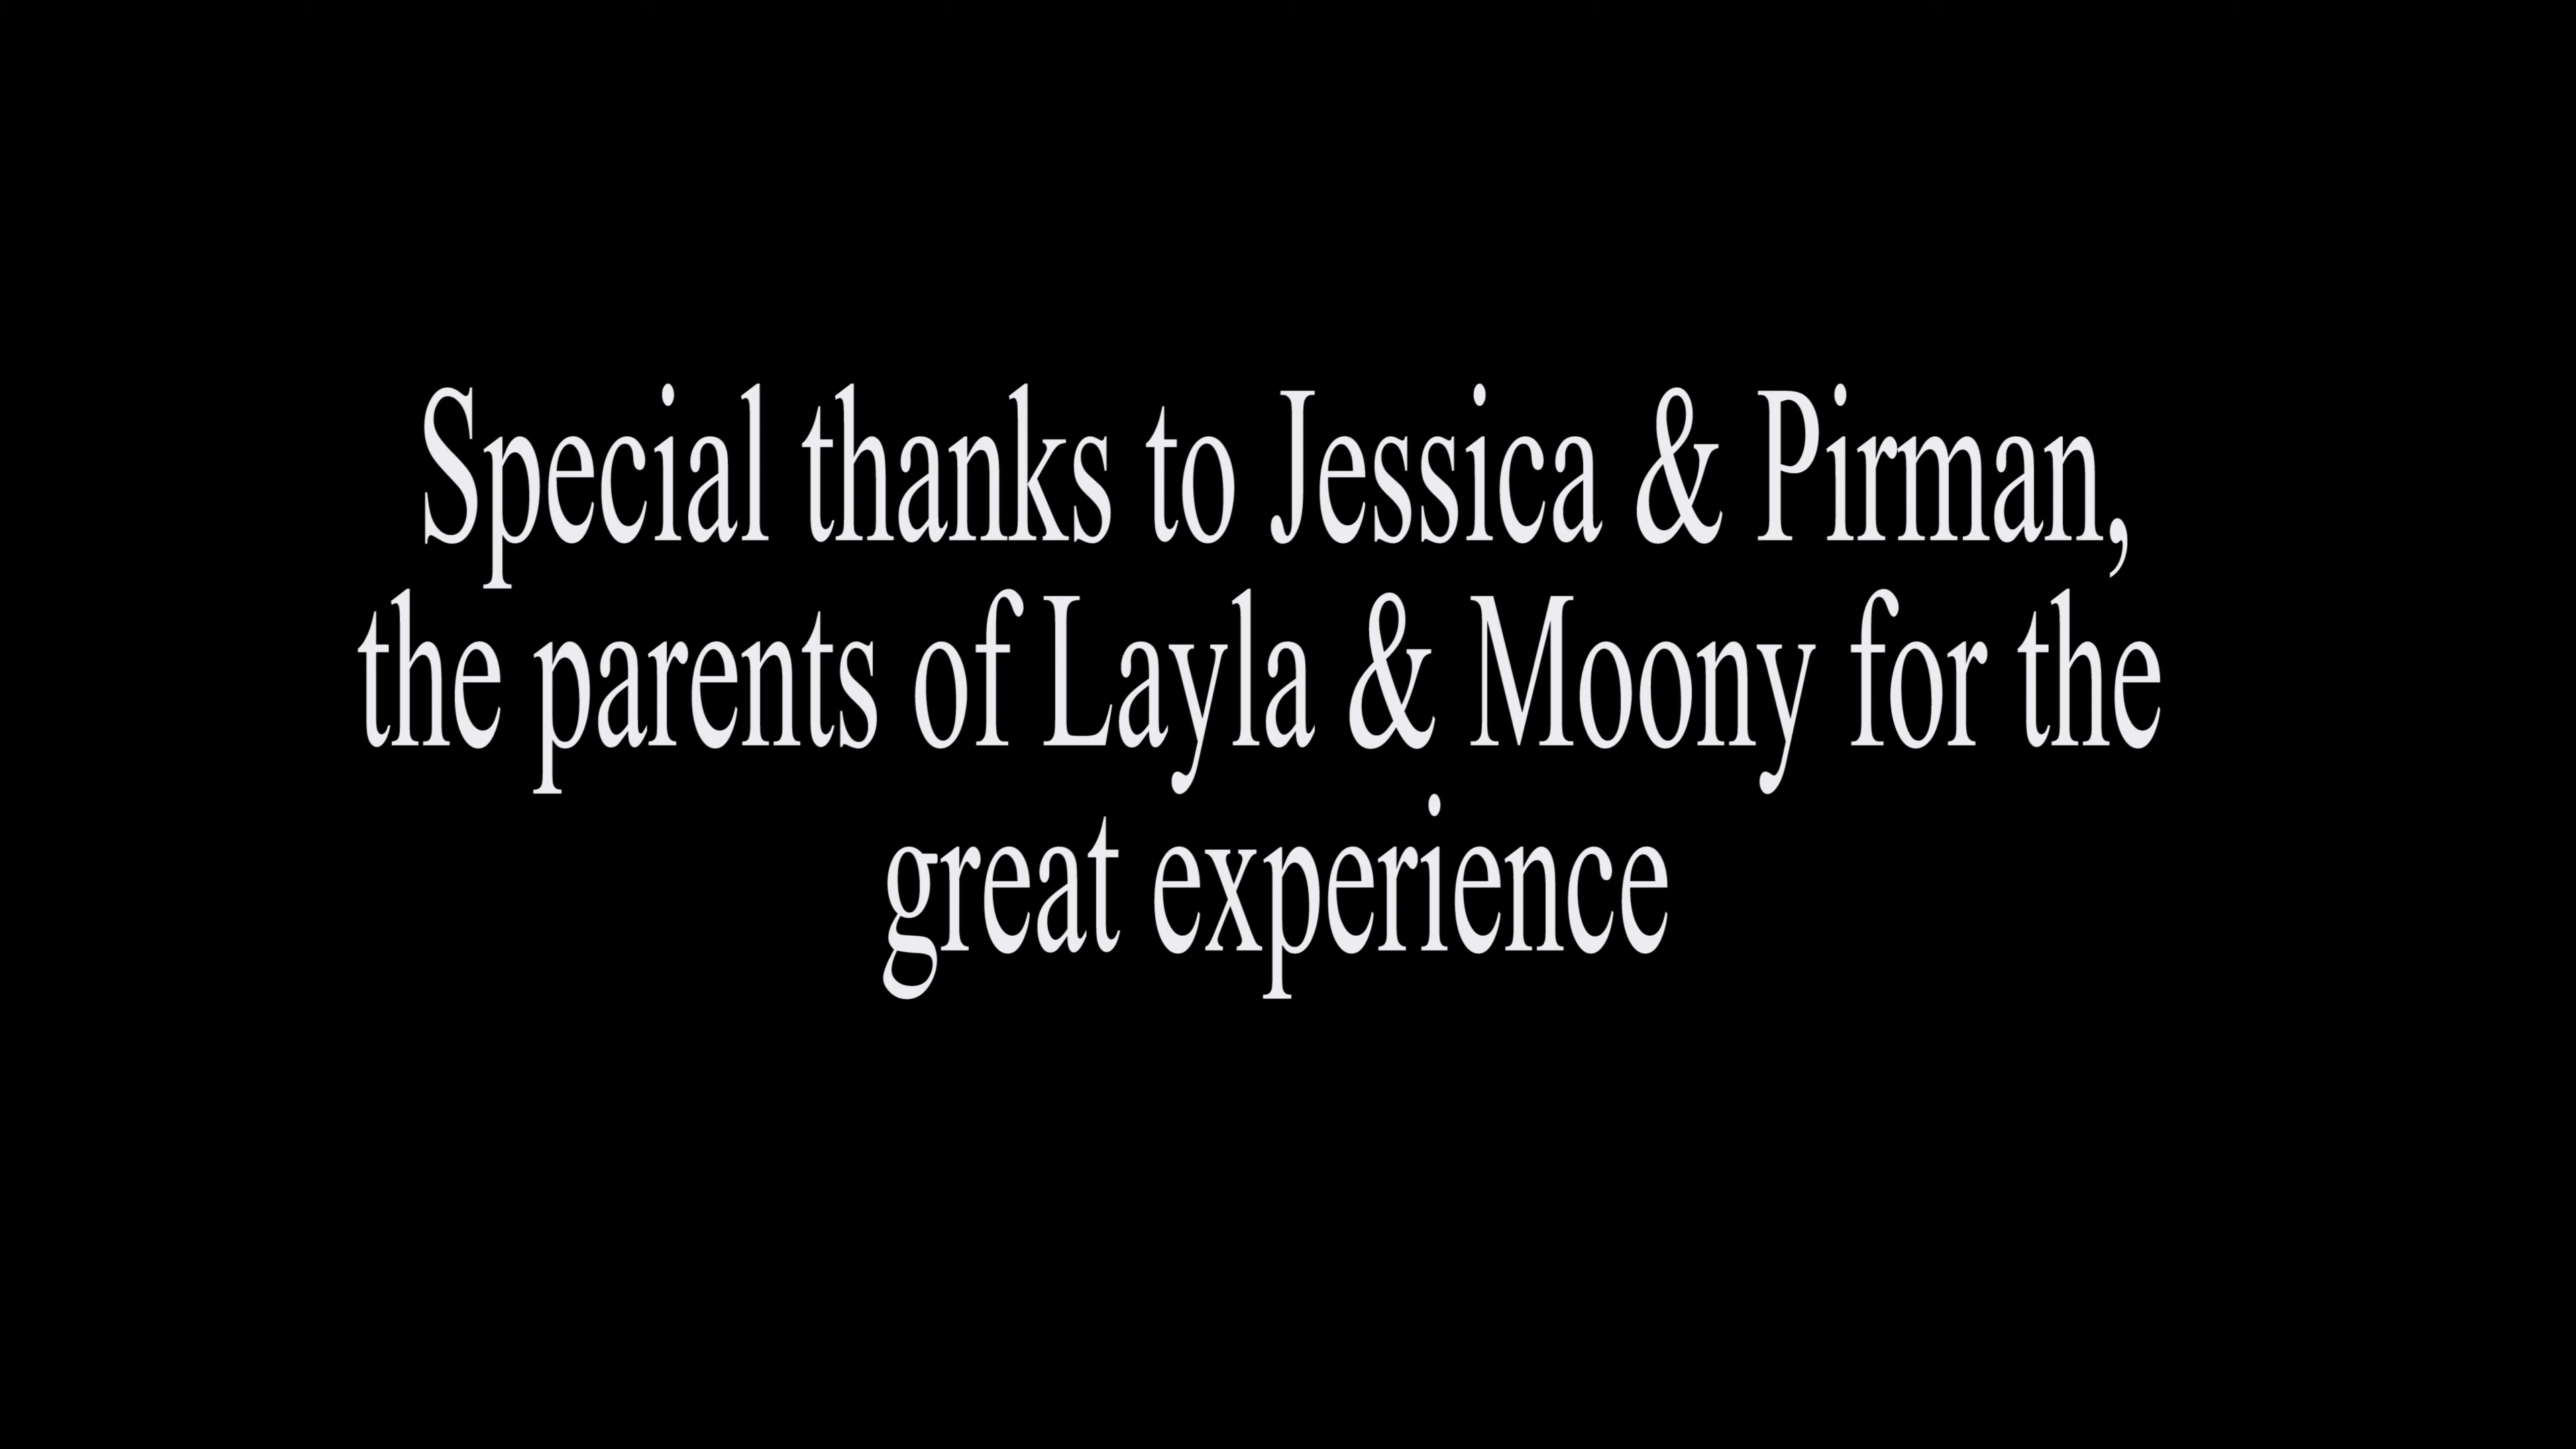 Special thanks to Jessica & Pirman,
the parents of Layla & Moony for the
great experience